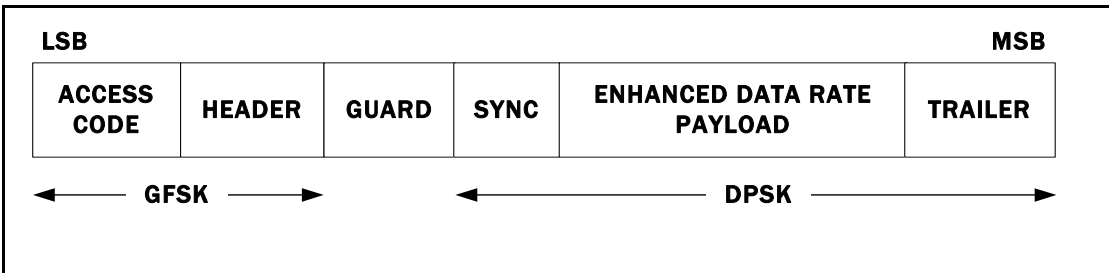 LSB
MSB
ACCESS
CODE
HEADER
GUARD
SYNC
ENHANCED DATA RATE
PAYLOAD
TRAILER
GFSK
DPSK